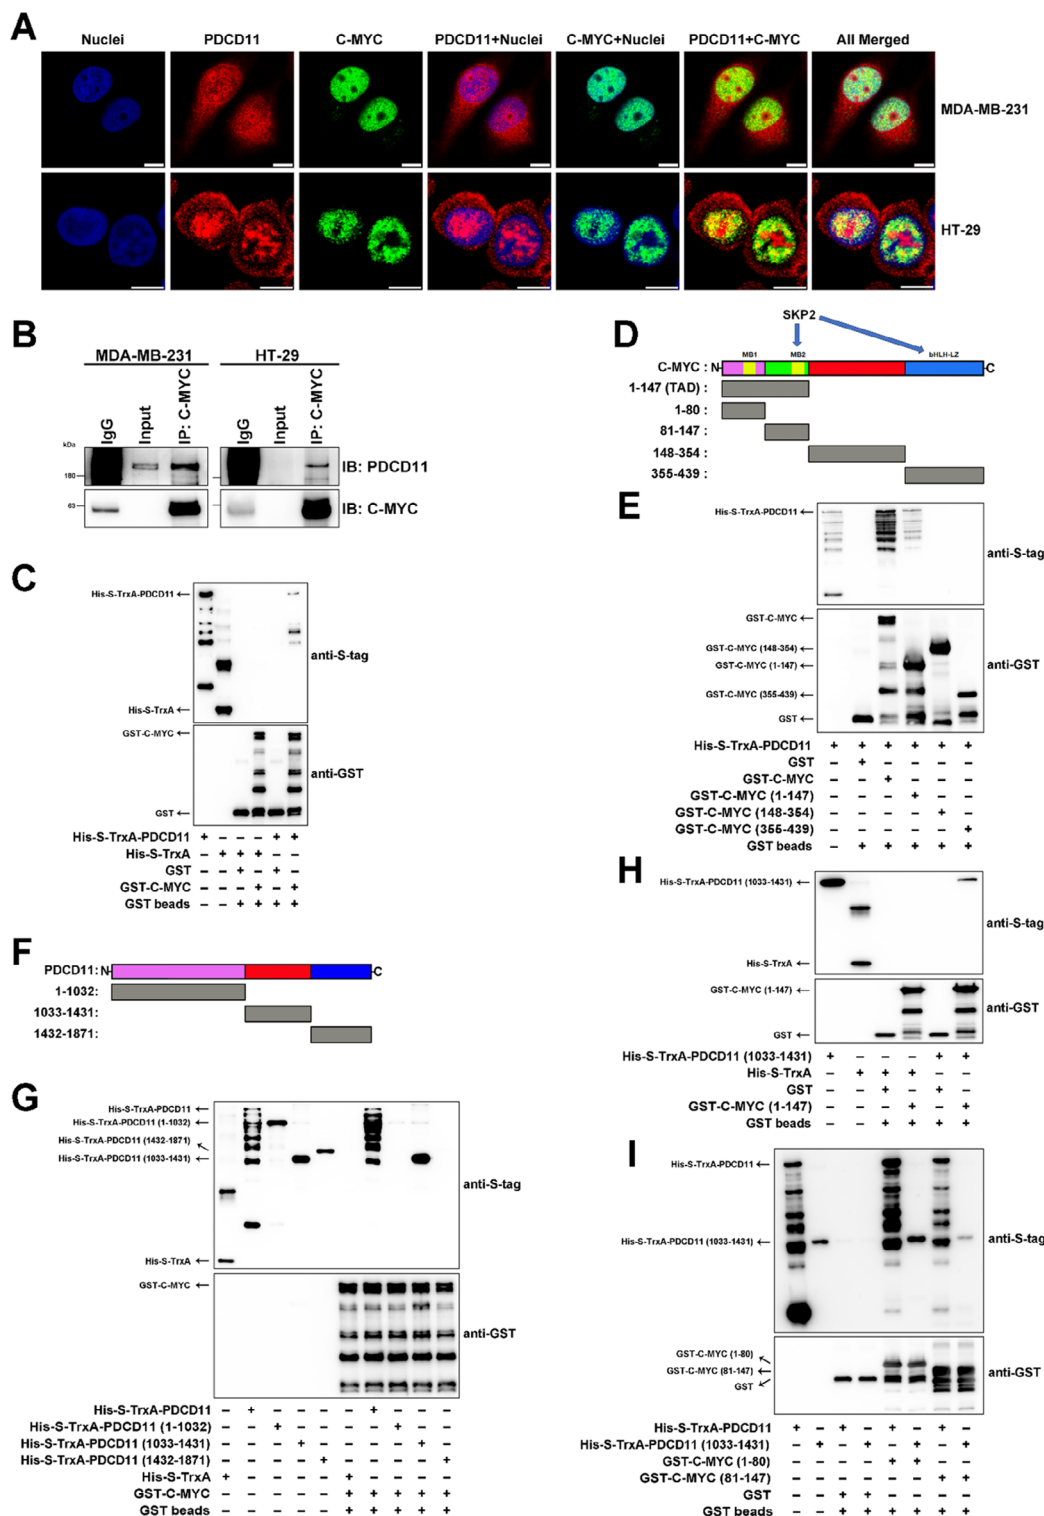 A
Nuclei PDCD11 C-MYC PDCD11+Nuclei C-MYC+Nuclei PDCD11+C-MYC All Merged
MDA-MB-231
HT-29
B
MDA-MB-231 HT-29
IgG Input IP: C-MYC IgG Input IP: C-MYC
kDa
180
IB: PDCD11
63
IB: C-MYC
C
His-S-TrxA-PDCD11 ←
anti-S-tag
His-S-TrxA ←
GST-C-MYC ←
anti-GST
GST ←
His-S-TrxA-PDCD11 + − − − + +
His-S-TrxA − + + + − −
GST − − + − + −
GST-C-MYC − − − + − +
GST beads − − + + + +
D
SKP2
MB1 MB2 bHLH-LZ
C-MYC : N C
1-147 (TAD) :
1-80 :
81-147 :
148-354 :
355-439 :
E
His-S-TrxA-PDCD11 ←
anti-S-tag
GST-C-MYC ←
GST-C-MYC (148-354) ←
GST-C-MYC (1-147) ←
anti-GST
GST-C-MYC (355-439) ←
GST ←
His-S-TrxA-PDCD11 + + + + + +
GST − + − − − −
GST-C-MYC − − + − − −
GST-C-MYC (1-147) − − − + − −
GST-C-MYC (148-354) − − − − + −
GST-C-MYC (355-439) − − − − − +
GST beads − + + + + +
F
PDCD11: N C
1-1032:
1033-1431:
1432-1871:
G
His-S-TrxA-PDCD11 ←
His-S-TrxA-PDCD11 (1-1032) ←
His-S-TrxA-PDCD11 (1432-1871)
His-S-TrxA-PDCD11 (1033-1431) ←
anti-S-tag
His-S-TrxA ←
GST-C-MYC ←
anti-GST
His-S-TrxA-PDCD11 − + − − − − + − − −
His-S-TrxA-PDCD11 (1-1032) − − + − − − − + − −
His-S-TrxA-PDCD11 (1033-1431) − − − + − − − − + −
His-S-TrxA-PDCD11 (1432-1871) − − − − + − − − − +
His-S-TrxA + − − − − + − − − −
GST-C-MYC − − − − − + + + + +
GST beads − − − − − + + + + +
H
His-S-TrxA-PDCD11 (1033-1431) ←
anti-S-tag
His-S-TrxA ←
GST-C-MYC (1-147) ←
anti-GST
GST ←
His-S-TrxA-PDCD11 (1033-1431) + − − − + +
His-S-TrxA − + + + − −
GST − − + − + −
GST-C-MYC (1-147) − − − + − +
GST beads − − + + + +
I
His-S-TrxA-PDCD11 ←
His-S-TrxA-PDCD11 (1033-1431) ←
anti-S-tag
GST-C-MYC (1-80)
GST-C-MYC (81-147)
GST
anti-GST
His-S-TrxA-PDCD11 + − + − + − + −
His-S-TrxA-PDCD11 (1033-1431) − + − + − + − +
GST-C-MYC (1-80) − − − − + + − −
GST-C-MYC (81-147) − − − − − − + +
GST − − + + − − − −
GST beads − − + + + + + +